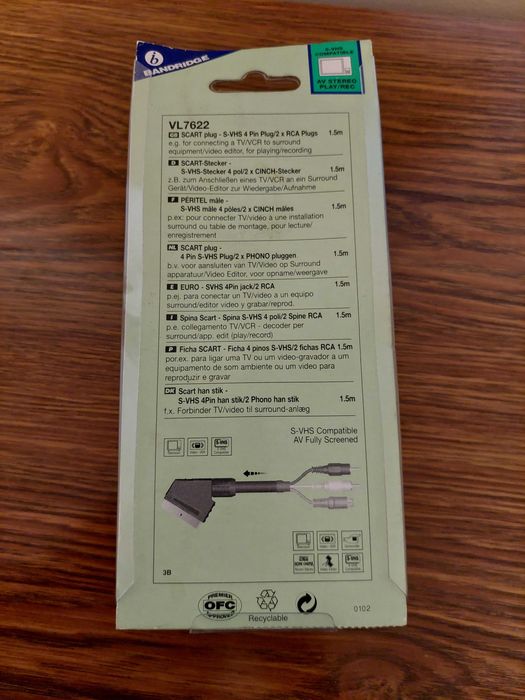 BANDRIDGE
S-VHS
COMPATIBLE
AV STEREO
PLAY/REC
VL7622
GB SCART plug - S-VHS 4 Pin Plug/2 x RCA Plugs 1.5m
e.g. for connecting a TV/VCR to surround
equipment/video editor, for playing/recording
D SCART-Stecker -
S-VHS-Stecker 4 pol/2 x CINCH-Stecker 1.5m
z.B. zum Anschließen eines TV/VCR an ein Surround
Gerät/Video-Editor zur Wiedergabe/Aufnahme
F PÉRITEL mâle -
S-VHS mâle 4 pôles/2 x CINCH mâles 1.5m
p.ex: pour connecter TV/vidéo à une installation
surround ou table de montage, pour lecture/
enregistrement
NL SCART plug -
4 Pin S-VHS Plug/2 x PHONO pluggen 1.5m
b.v. voor aansluiten van TV/Video op Surround
apparatuur/Video Editor, voor opname/weergave
E EURO - SVHS 4Pin jack/2 RCA 1.5m
p.ej. para conectar un TV/video a un equipo
surround/editor video y grabar/reprod.
I Spina Scart - Spina S-VHS 4 poli/2 Spine RCA 1.5m
p.e. collegamento TV/VCR - decoder per
surround/app. edit (play/record)
P Ficha SCART - Ficha 4 pinos S-VHS/2 fichas RCA 1.5m
por.ex. para ligar uma TV ou um video-gravador a um
equipamento de som ambiente ou um video para
reproduzir e gravar
DK Scart han stik -
S-VHS 4Pin han stik/2 Phono han stik 1.5m
f.x. Forbinder TV/video til surround-anlæg
S-VHS Compatible
AV Fully Screened
3B
PREMIER
OFC
APPROVED
Recyclable
0102